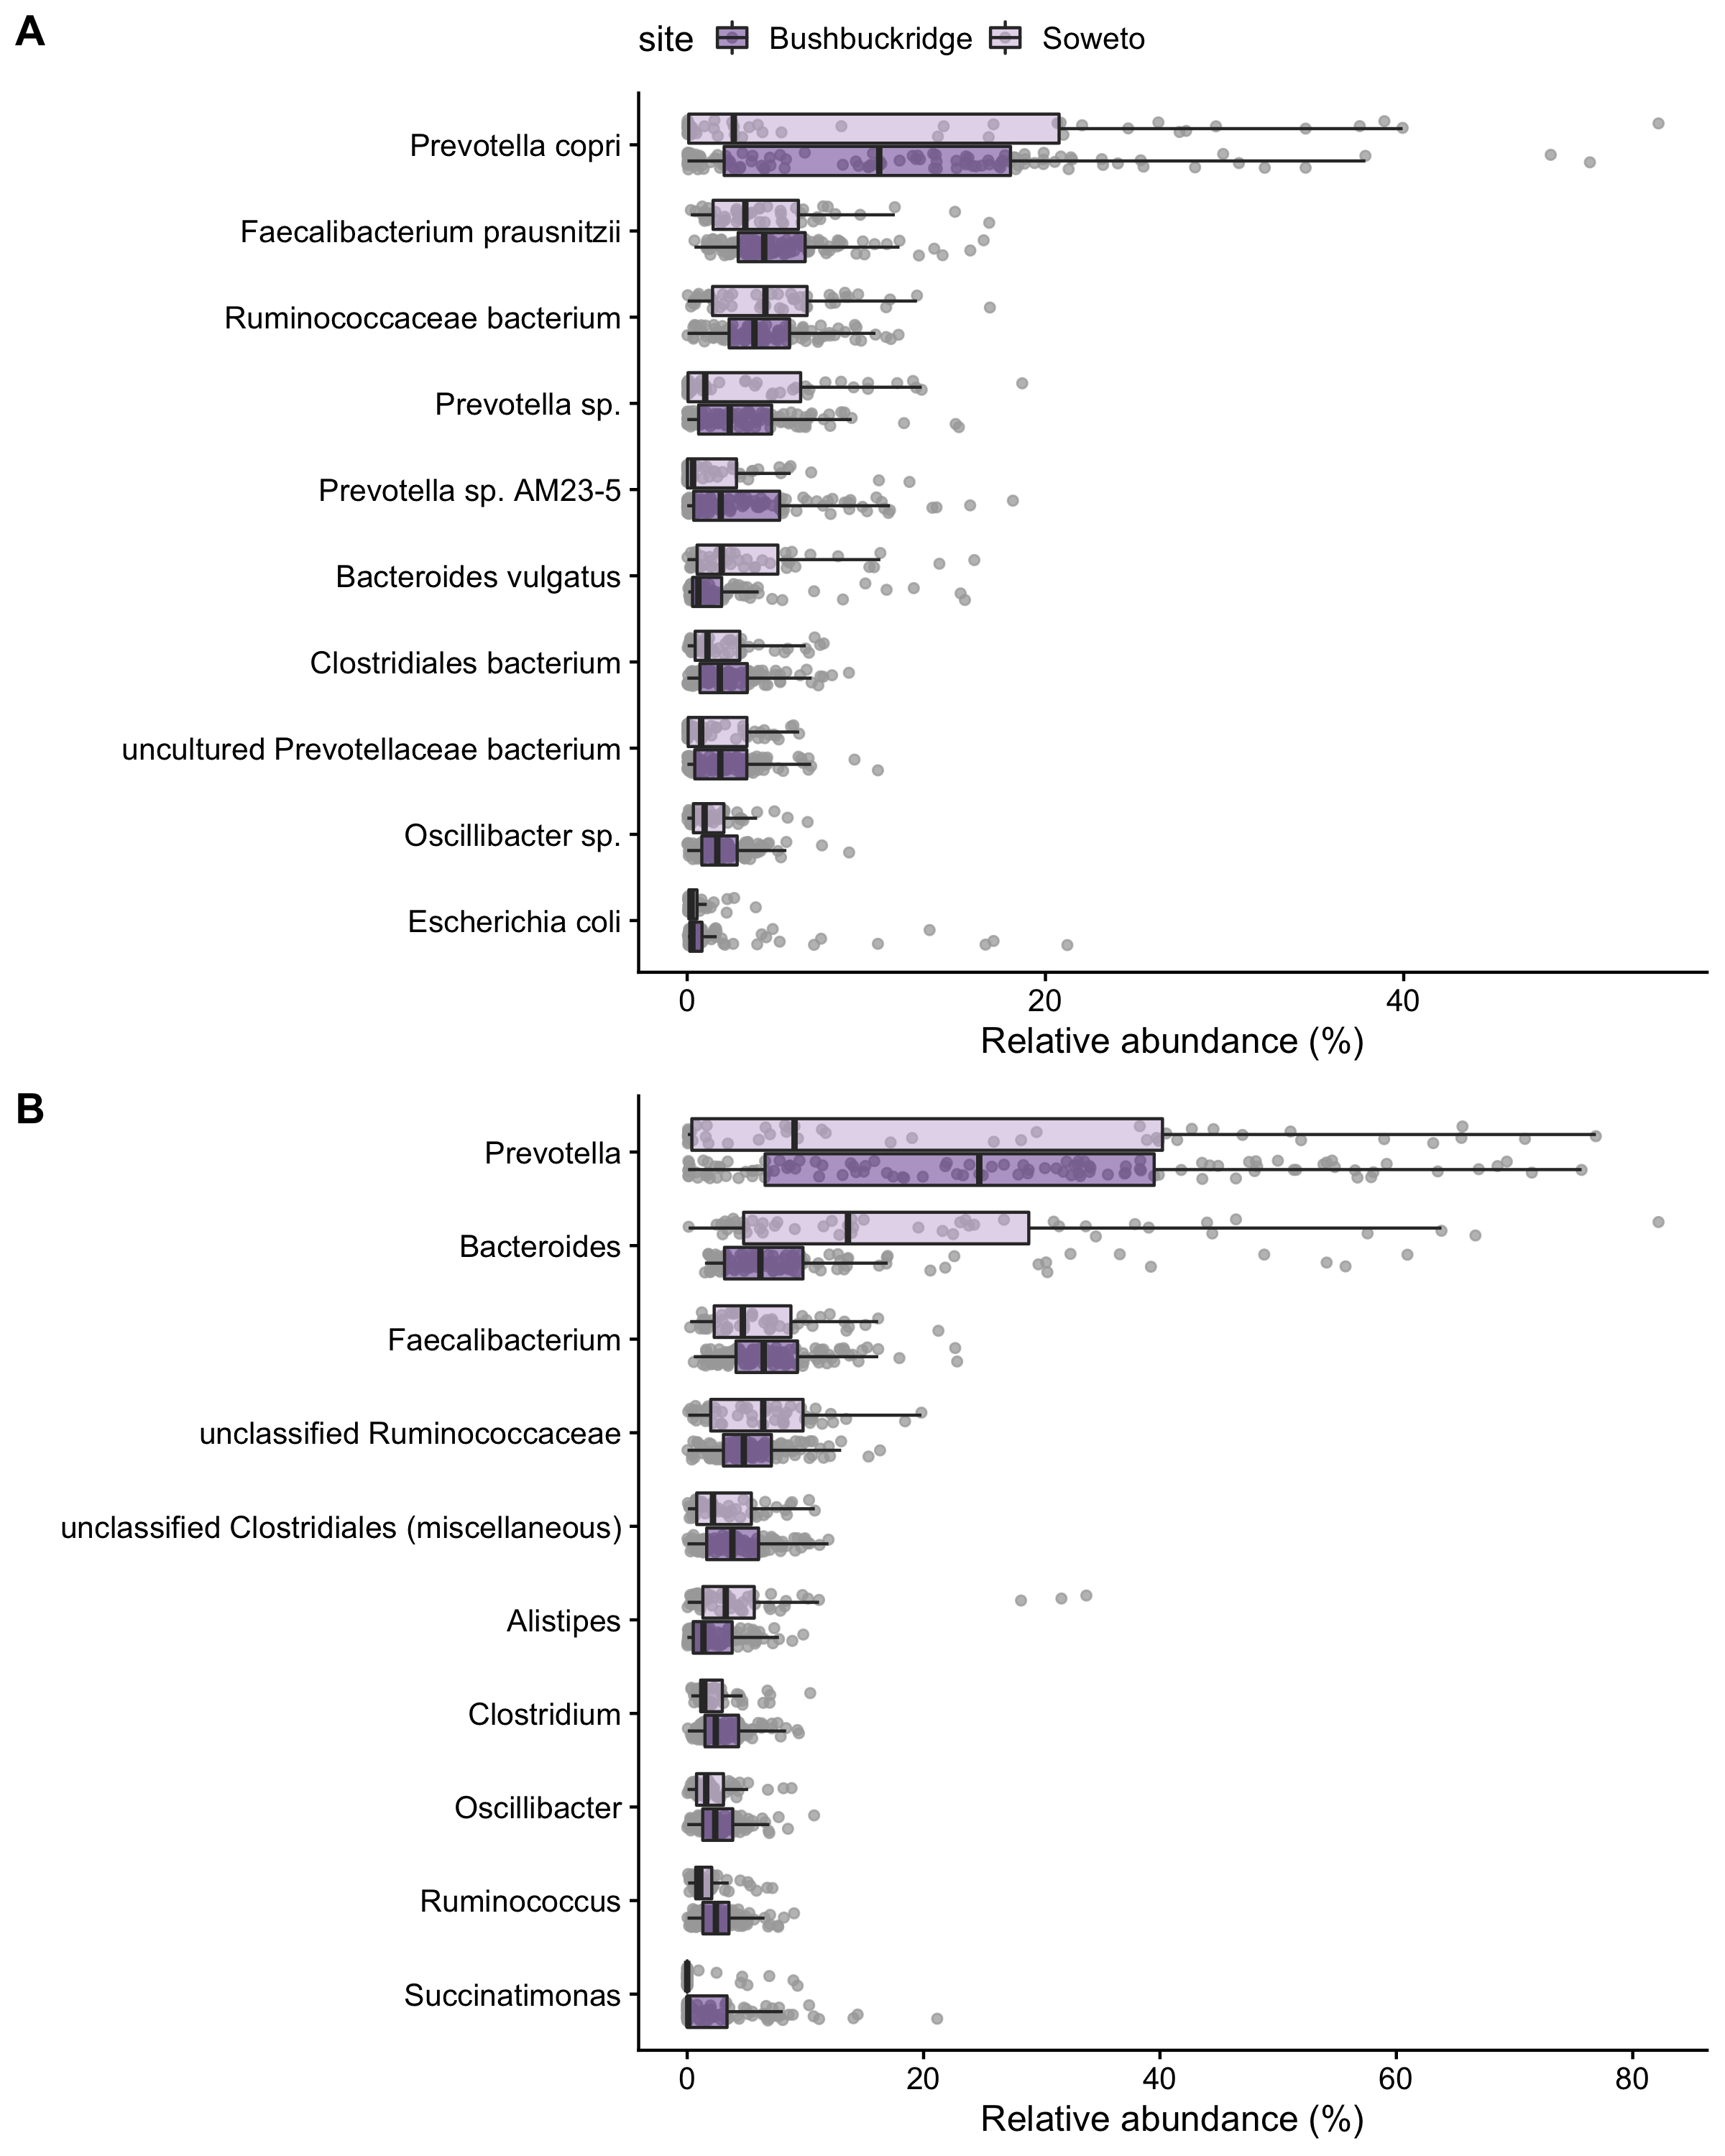 A
site Bushbuckridge Soweto
Prevotella copri
Faecalibacterium prausnitzii
Ruminococcaceae bacterium
Prevotella sp.
Prevotella sp. AM23-5
Bacteroides vulgatus
Clostridiales bacterium
uncultured Prevotellaceae bacterium
Oscillibacter sp.
Escherichia coli
0 20 40
Relative abundance (%)
B
Prevotella
Bacteroides
Faecalibacterium
unclassified Ruminococcaceae
unclassified Clostridiales (miscellaneous)
Alistipes
Clostridium
Oscillibacter
Ruminococcus
Succinatimonas
0 20 40 60 80
Relative abundance (%)